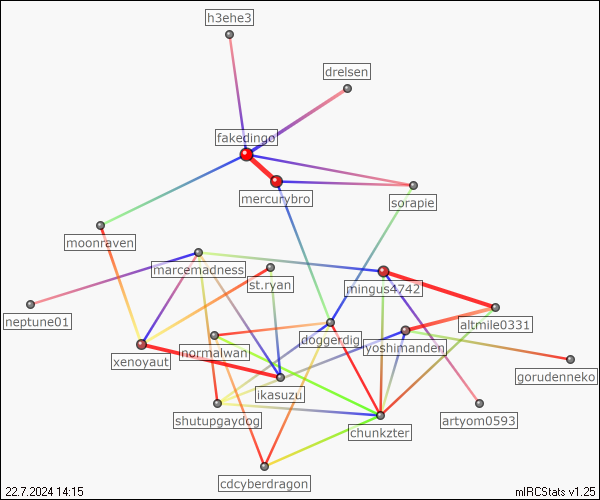 h3ehe3
drelsen
fakedingo
mercurybro
sorapie
moonraven
marcemadness
st.ryan
mingus4742
neptune01
altmile0331
doggerdig
yoshimanden
xenoyaut
normalwan
gorudenneko
ikasuzu
shutupgaydog
artyom0593
chunkzter
cdcyberdragon
22.7.2024 14:15
mIRCStats v1.25